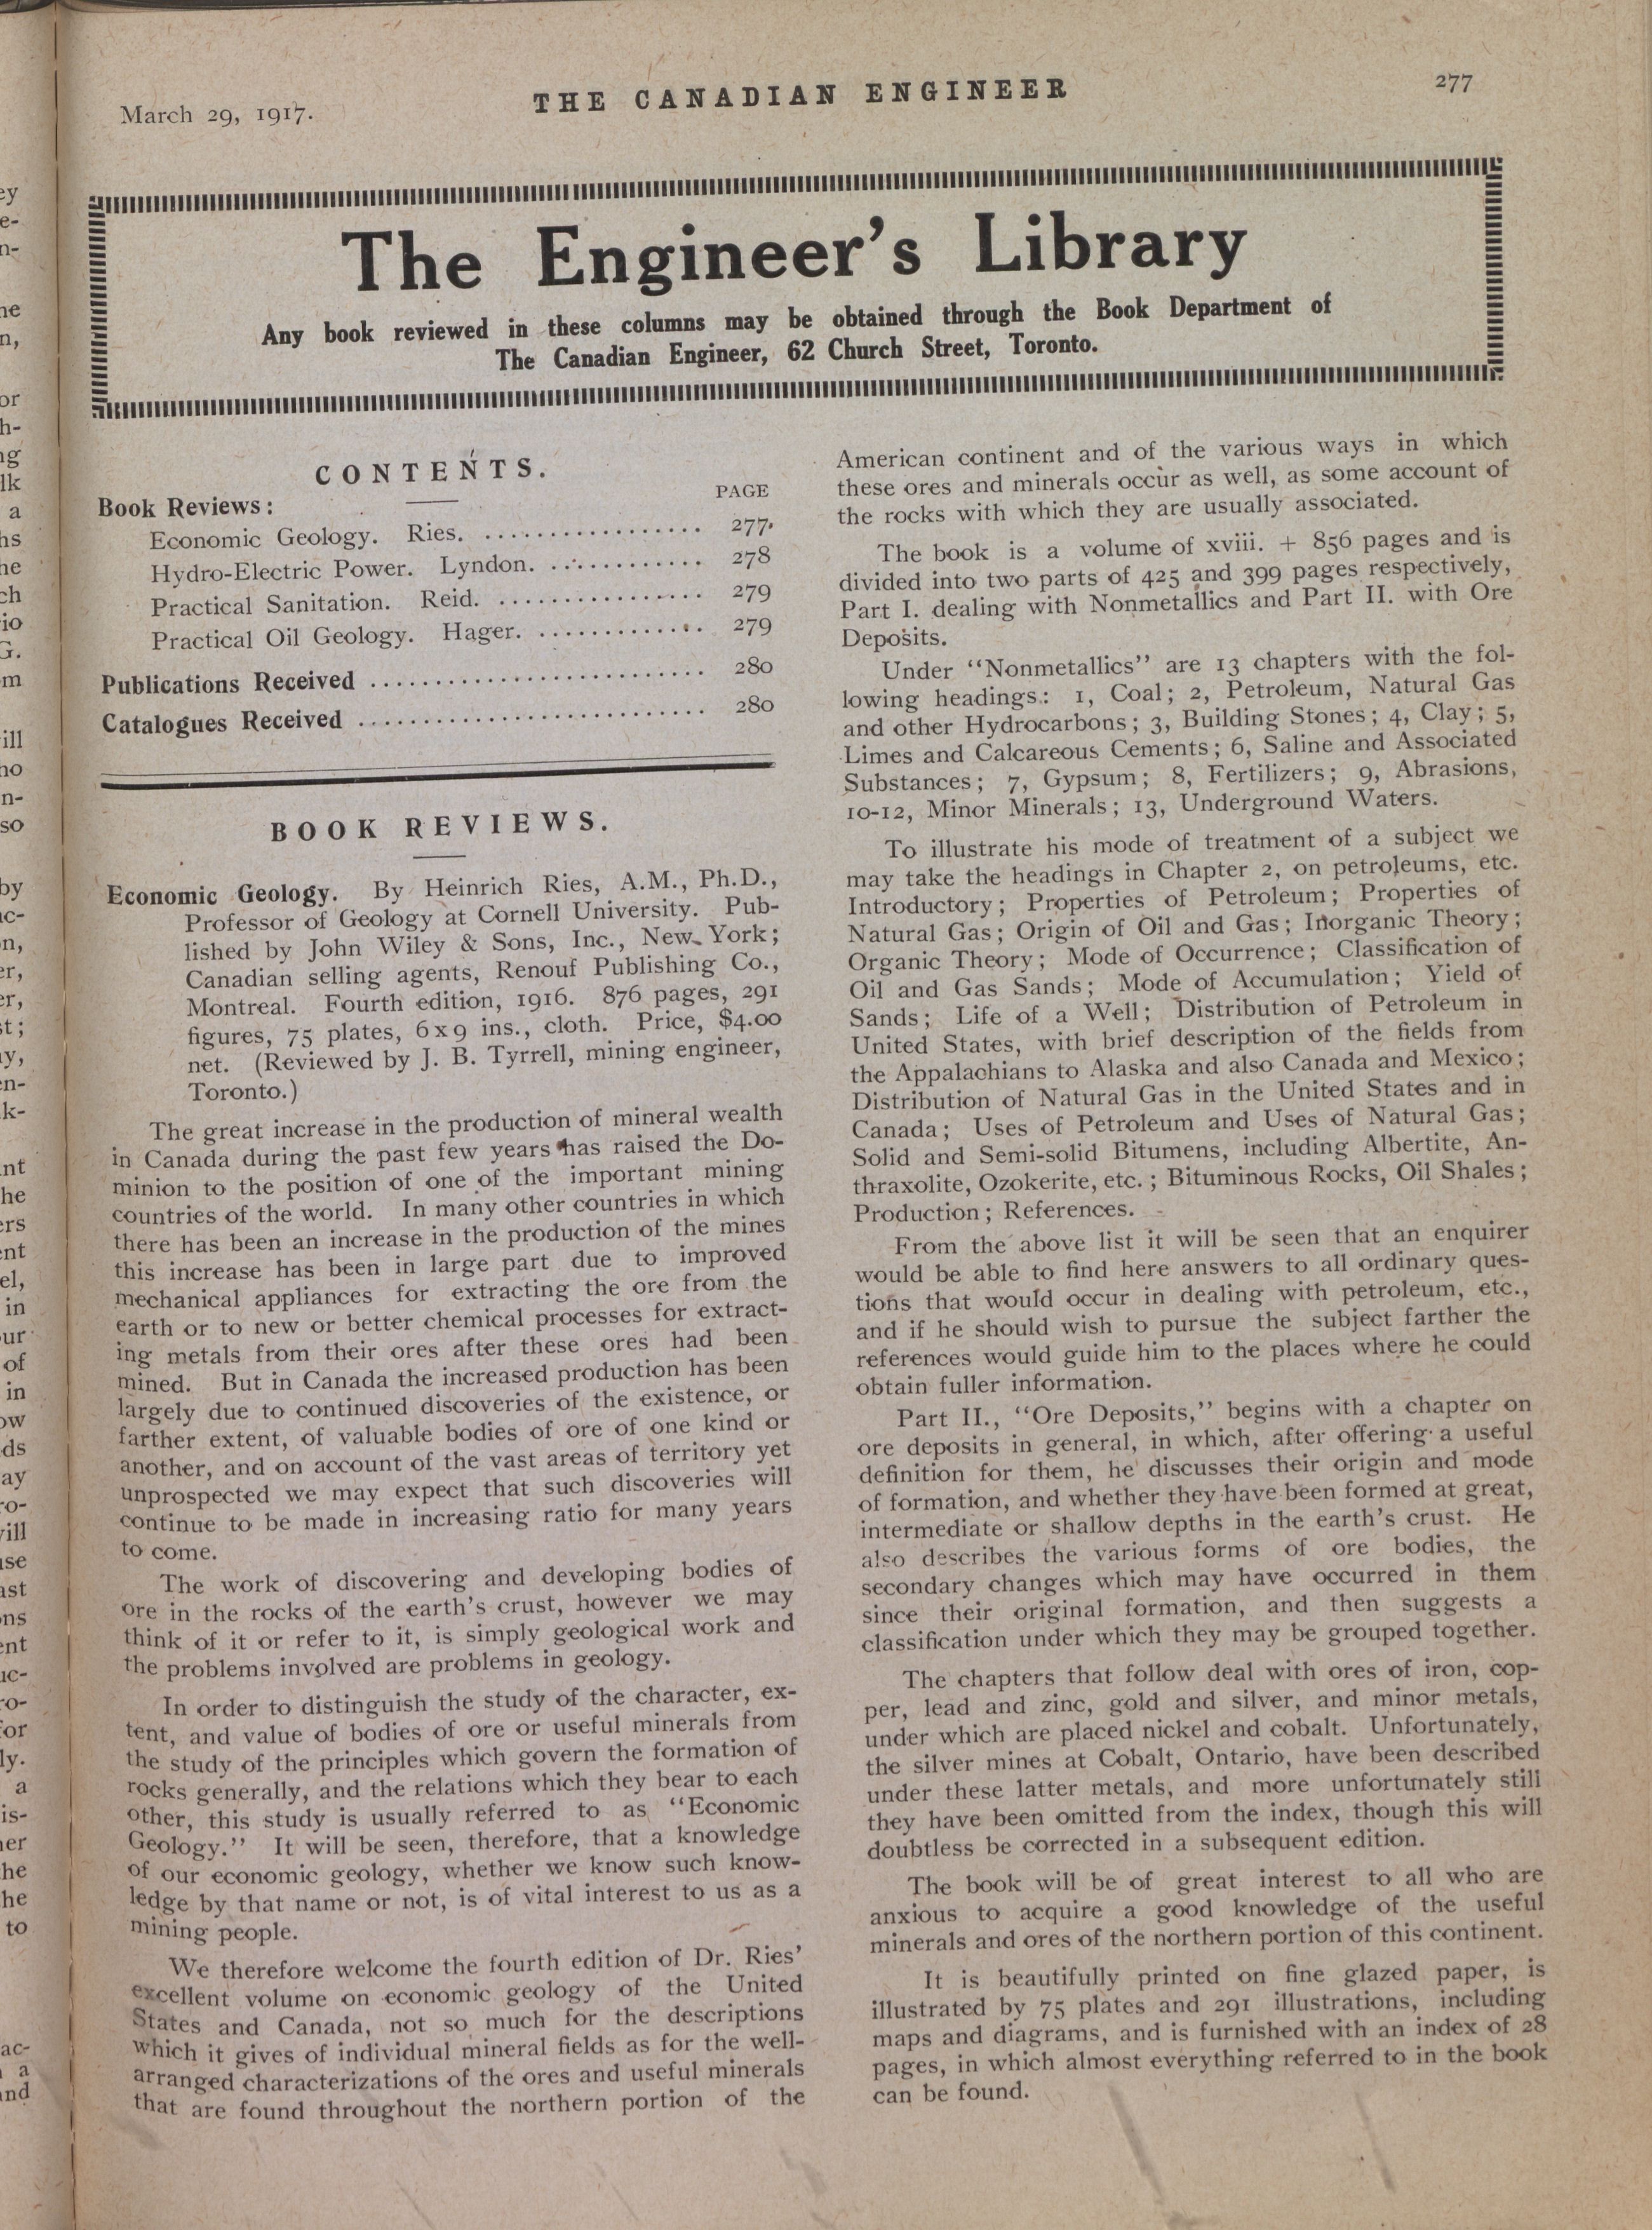 March 29, 1917.
THE CANADIAN ENGINEER
277
The Engineer's Library
Any book reviewed in these columns may be obtained through the Book Department of
The Canadian Engineer, 62 Church Street, Toronto.
CONTENTS.
PAGE
Book Reviews:
Economic Geology. Ries. .................. 277
Hydro-Electric Power. Lyndon. ............ 278
Practical Sanitation. Reid. ................ 279
Practical Oil Geology. Hager. ............. 279
Publications Received .......................... 280
Catalogues Received ........................... 280
BOOK REVIEWS.
Economic Geology. By Heinrich Ries, A.M., Ph.D.,
Professor of Geology at Cornell University. Pub-
lished by John Wiley & Sons, Inc., New York;
Canadian selling agents, Renouf Publishing Co.,
Montreal. Fourth edition, 1916. 876 pages, 291
figures, 75 plates, 6x9 ins., cloth. Price, $4.00
net. (Reviewed by J. B. Tyrrell, mining engineer,
Toronto.)
The great increase in the production of mineral wealth
in Canada during the past few years has raised the Do-
minion to the position of one of the important mining
countries of the world. In many other countries in which
there has been an increase in the production of the mines
this increase has been in large part due to improved
mechanical appliances for extracting the ore from the
earth or to new or better chemical processes for extract-
ing metals from their ores after these ores had been
mined. But in Canada the increased production has been
largely due to continued discoveries of the existence, or
farther extent, of valuable bodies of ore of one kind or
another, and on account of the vast areas of territory yet
unprospected we may expect that such discoveries will
continue to be made in increasing ratio for many years
to come.
The work of discovering and developing bodies of
ore in the rocks of the earth's crust, however we may
think of it or refer to it, is simply geological work and
the problems involved are problems in geology.
In order to distinguish the study of the character, ex-
tent, and value of bodies of ore or useful minerals from
the study of the principles which govern the formation of
rocks generally, and the relations which they bear to each
other, this study is usually referred to as "Economic
Geology." It will be seen, therefore, that a knowledge
of our economic geology, whether we know such know-
ledge by that name or not, is of vital interest to us as a
mining people.
We therefore welcome the fourth edition of Dr. Ries'
excellent volume on economic geology of the United
States and Canada, not so much for the descriptions
which it gives of individual mineral fields as for the well-
arranged characterizations of the ores and useful minerals
that are found throughout the northern portion of the
American continent and of the various ways in which
these ores and minerals occur as well, as some account of
the rocks with which they are usually associated.
The book is a volume of xviii. + 856 pages and is
divided into two parts of 425 and 399 pages respectively,
Part I. dealing with Nonmetallics and Part II. with Ore
Deposits.
Under "Nonmetallics" are 13 chapters with the fol-
lowing headings: 1, Coal; 2, Petroleum, Natural Gas
and other Hydrocarbons; 3, Building Stones; 4, Clay; 5,
Limes and Calcareous Cements; 6, Saline and Associated
Substances; 7, Gypsum; 8, Fertilizers; 9, Abrasions,
10-12, Minor Minerals; 13, Underground Waters.
To illustrate his mode of treatment of a subject we
may take the headings in Chapter 2, on petroleums, etc.
Introductory; Properties of Petroleum; Properties of
Natural Gas; Origin of Oil and Gas; Inorganic Theory;
Organic Theory; Mode of Occurrence; Classification of
Oil and Gas Sands; Mode of Accumulation; Yield of
Sands; Life of a Well; Distribution of Petroleum in
United States, with brief description of the fields from
the Appalachians to Alaska and also Canada and Mexico;
Distribution of Natural Gas in the United States and in
Canada; Uses of Petroleum and Uses of Natural Gas;
Solid and Semi-solid Bitumens, including Albertite, An-
thraxolite, Ozokerite, etc.; Bituminous Rocks, Oil Shales;
Production; References.
From the above list it will be seen that an enquirer
would be able to find here answers to all ordinary ques-
tions that would occur in dealing with petroleum, etc.,
and if he should wish to pursue the subject farther the
references would guide him to the places where he could
obtain fuller information.
Part II., "Ore Deposits," begins with a chapter on
ore deposits in general, in which, after offering a useful
definition for them, he discusses their origin and mode
of formation, and whether they have been formed at great,
intermediate or shallow depths in the earth's crust. He
also describes the various forms of ore bodies, the
secondary changes which may have occurred in them
since their original formation, and then suggests a
classification under which they may be grouped together.
The chapters that follow deal with ores of iron, cop-
per, lead and zinc, gold and silver, and minor metals,
under which are placed nickel and cobalt. Unfortunately,
the silver mines at Cobalt, Ontario, have been described
under these latter metals, and more unfortunately still
they have been omitted from the index, though this will
doubtless be corrected in a subsequent edition.
The book will be of great interest to all who are
anxious to acquire a good knowledge of the useful
minerals and ores of the northern portion of this continent.
It is beautifully printed on fine glazed paper, is
illustrated by 75 plates and 291 illustrations, including
maps and diagrams, and is furnished with an index of 28
pages, in which almost everything referred to in the book
can be found.